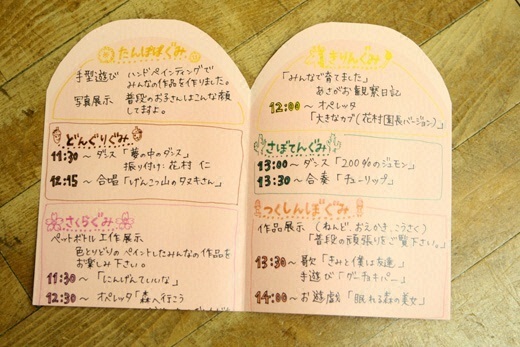 たんぽぽぐみ
手型遊び ハンドペインティングで
みんなの作品を作りました。
写真展示 普段のお子さんはこんな顔
してますよ。
どんぐりぐみ
11:30〜 ダンス「夢の中のダンス」
振り付け:花村 仁
12:15〜 合唱「げんこつ山のタヌキさん」
さくらぐみ
ペットボトル工作展示
色とりどりのペイントしたみんなの作品を
お楽しみ下さい。
11:30〜「にんげんていいな」
12:30〜 オペレッタ「森へ行こう
きりんぐみ
「みんなで育てました」
あさがお観察日記
12:00〜 オペレッタ
「大きなカブ(花村園長バージョン)」
さぼてんぐみ
13:00〜 ダンス「200%のジモン」
13:30〜 合奏「チューリップ」
つくしんぼぐみ
作品展示 (ねんど、おえかき、こうさく)
「普段の頑張りをご覧下さい。」
13:30〜 歌「きみと僕は友達」
手遊び「グーチョキパー」
14:00〜 お遊戯「眠れる森の美女」